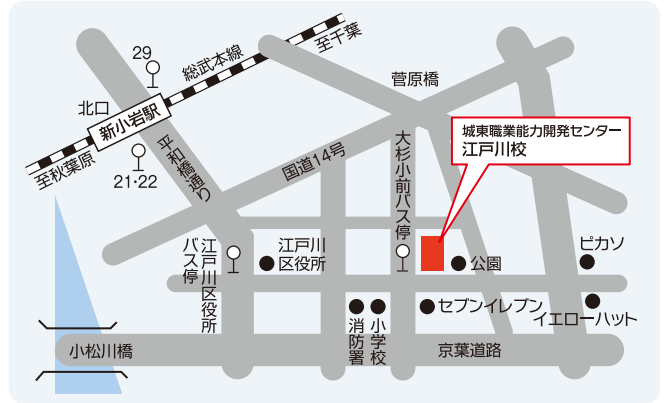 29
総武本線
至千葉
菅原橋
北口
新小岩駅
至秋葉原
21・22
平和橋通り
国道14号
大杉小前バス停
城東職業能力開発センター
江戸川校
江戸川区役所
バス停
江戸川
区役所
公園
ピカソ
セブンイレブン
イエローハット
消防署
小学校
小松川橋
京葉道路